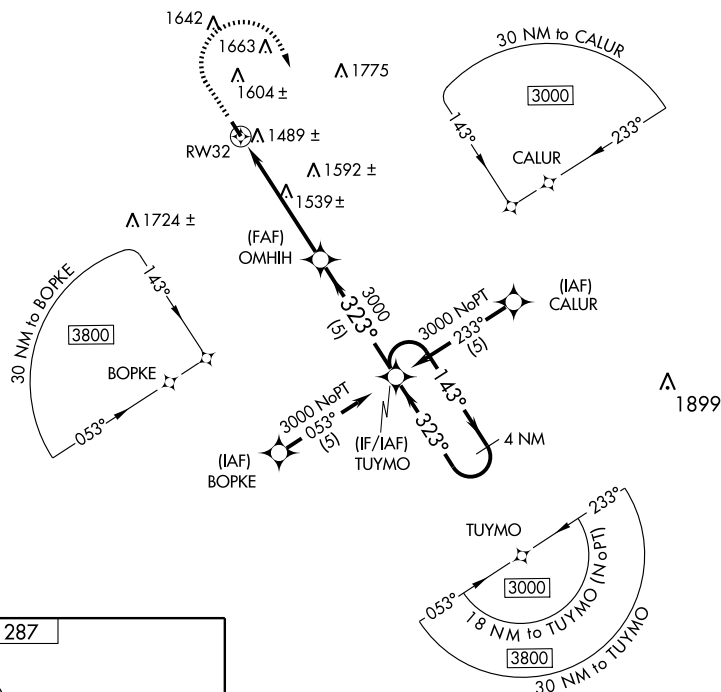 1642
1663
1775
1604 ±
RW32
1489 ±
1592 ±
1539 ±
30 NM to CALUR
3000
143°
233°
CALUR
1724 ±
(FAF)
OMHIH
30 NM to BOPKE
143°
3800
BOPKE
053°
3000
323°
(5)
(IAF)
CALUR
3000 NoPT
233°
(5)
143°
323°
4 NM
3000 NoPT
053°
(5)
(IAF)
BOPKE
(IF/IAF)
TUYMO
1899
TUYMO
233°
053°
3000
18 NM to TUYMO (NoPT)
3800
30 NM to TUYMO
287